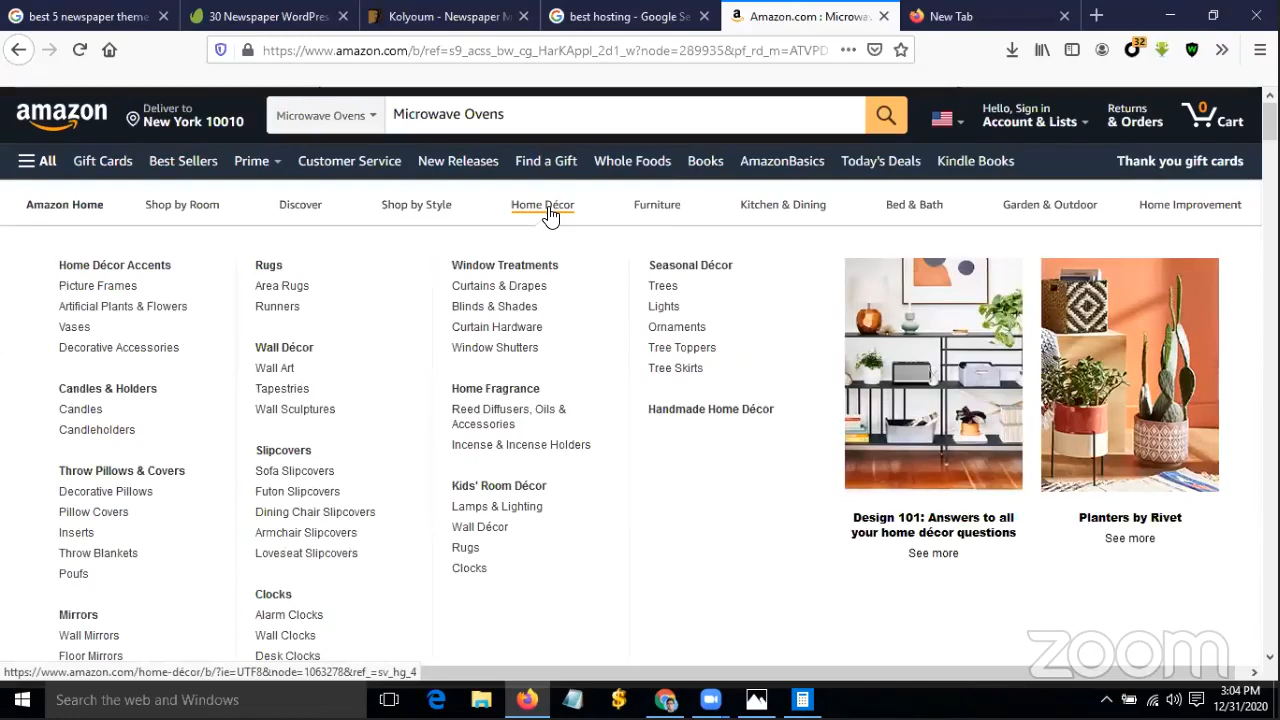 best 5 newspaper theme
30 Newspaper WordPres
Kolyoum - Newspaper M
best hosting - Google Se
Amazon.com : Microwa
New Tab
https://www.amazon.com/b/ref=s9_acss_bw_cg_HarKAppl_2d1_w?node=289935&pf_rd_m=ATVPD
32
amazon
Deliver to
New York 10010
Microwave Ovens
Microwave Ovens
Hello, Sign in
Account & Lists
Returns
& Orders
0
Cart
All
Gift Cards
Best Sellers
Prime
Customer Service
New Releases
Find a Gift
Whole Foods
Books
AmazonBasics
Today's Deals
Kindle Books
Thank you gift cards
Amazon Home
Shop by Room
Discover
Shop by Style
Home Décor
Furniture
Kitchen & Dining
Bed & Bath
Garden & Outdoor
Home Improvement
Home Décor Accents
Picture Frames
Artificial Plants & Flowers
Vases
Decorative Accessories
Candles & Holders
Candles
Candleholders
Throw Pillows & Covers
Decorative Pillows
Pillow Covers
Inserts
Throw Blankets
Poufs
Mirrors
Wall Mirrors
Floor Mirrors
Rugs
Area Rugs
Runners
Wall Décor
Wall Art
Tapestries
Wall Sculptures
Slipcovers
Sofa Slipcovers
Futon Slipcovers
Dining Chair Slipcovers
Armchair Slipcovers
Loveseat Slipcovers
Clocks
Alarm Clocks
Wall Clocks
Desk Clocks
Window Treatments
Curtains & Drapes
Blinds & Shades
Curtain Hardware
Window Shutters
Home Fragrance
Reed Diffusers, Oils &
Accessories
Incense & Incense Holders
Kids' Room Décor
Lamps & Lighting
Wall Décor
Rugs
Clocks
Seasonal Décor
Trees
Lights
Ornaments
Tree Toppers
Tree Skirts
Handmade Home Décor
Design 101: Answers to all
your home décor questions
See more
Planters by Rivet
See more
zoom
https://www.amazon.com/home-décor/b/?ie=UTF8&node=1063278&ref_=sv_hg_4
Search the web and Windows
3:04 PM
12/31/2020